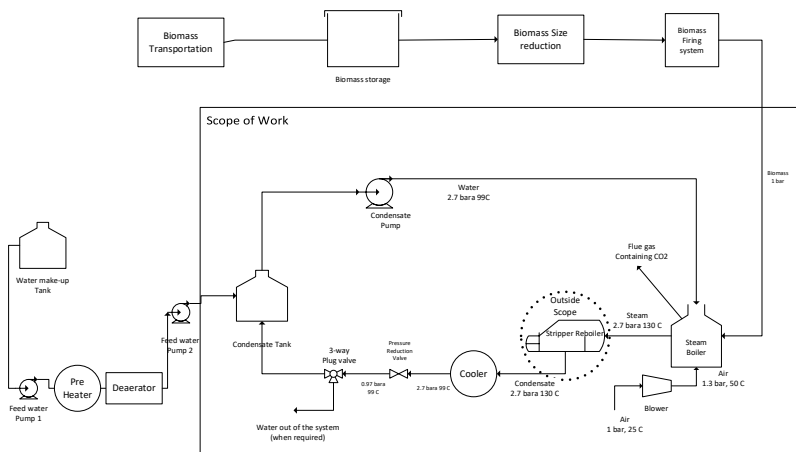 Biomass
Transportation
Biomass storage
Biomass Size
reduction
Biomass
Firing
system
Scope of Work
Biomass
1 bar
Water
2.7 bara 99C
Condensate
Pump
Water make-up
Tank
Flue gas
Containing CO2
Outside
Scope
Steam
2.7 bara 130 C
Stripper Reboiler
Steam
Boiler
Feed water
Pump 2
Condensate Tank
3-way
Plug valve
Pressure
Reduction
Valve
Cooler
0.97 bara
99 C
2.7 bara 99 C
Condensate
2.7 bara 130 C
Air
1.3 bar, 50 C
Pre
Heater
Deaerator
Feed water
Pump 1
Water out of the system
(when required)
Blower
Air
1 bar, 25 C